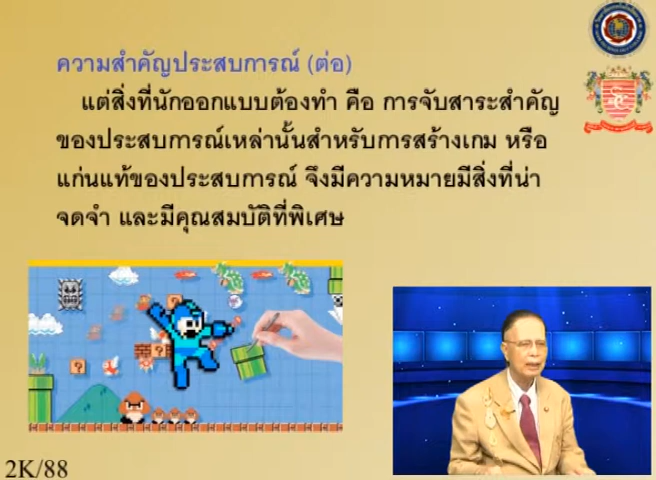 ความสำคัญประสบการณ์ (ต่อ)
แต่สิ่งที่นักออกแบบต้องทำ คือ การจับสาระสำคัญ
ของประสบการณ์เหล่านั้นสำหรับการสร้างเกม หรือ
แก่นแท้ของประสบการณ์ จึงมีความหมายมีสิ่งที่น่า
จดจำ และมีคุณสมบัติที่พิเศษ
2K/88